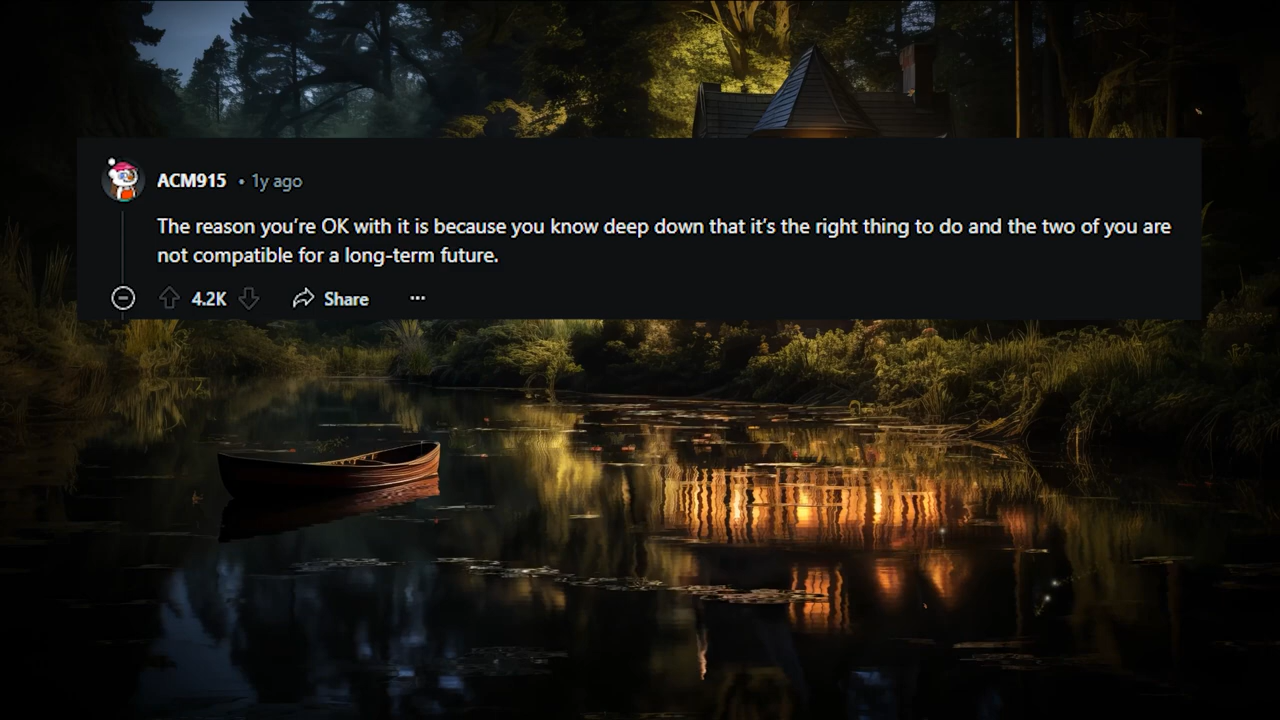 ACM915 • 1y ago
The reason you’re OK with it is because you know deep down that it’s the right thing to do and the two of you are
not compatible for a long-term future.
4.2K Share ...